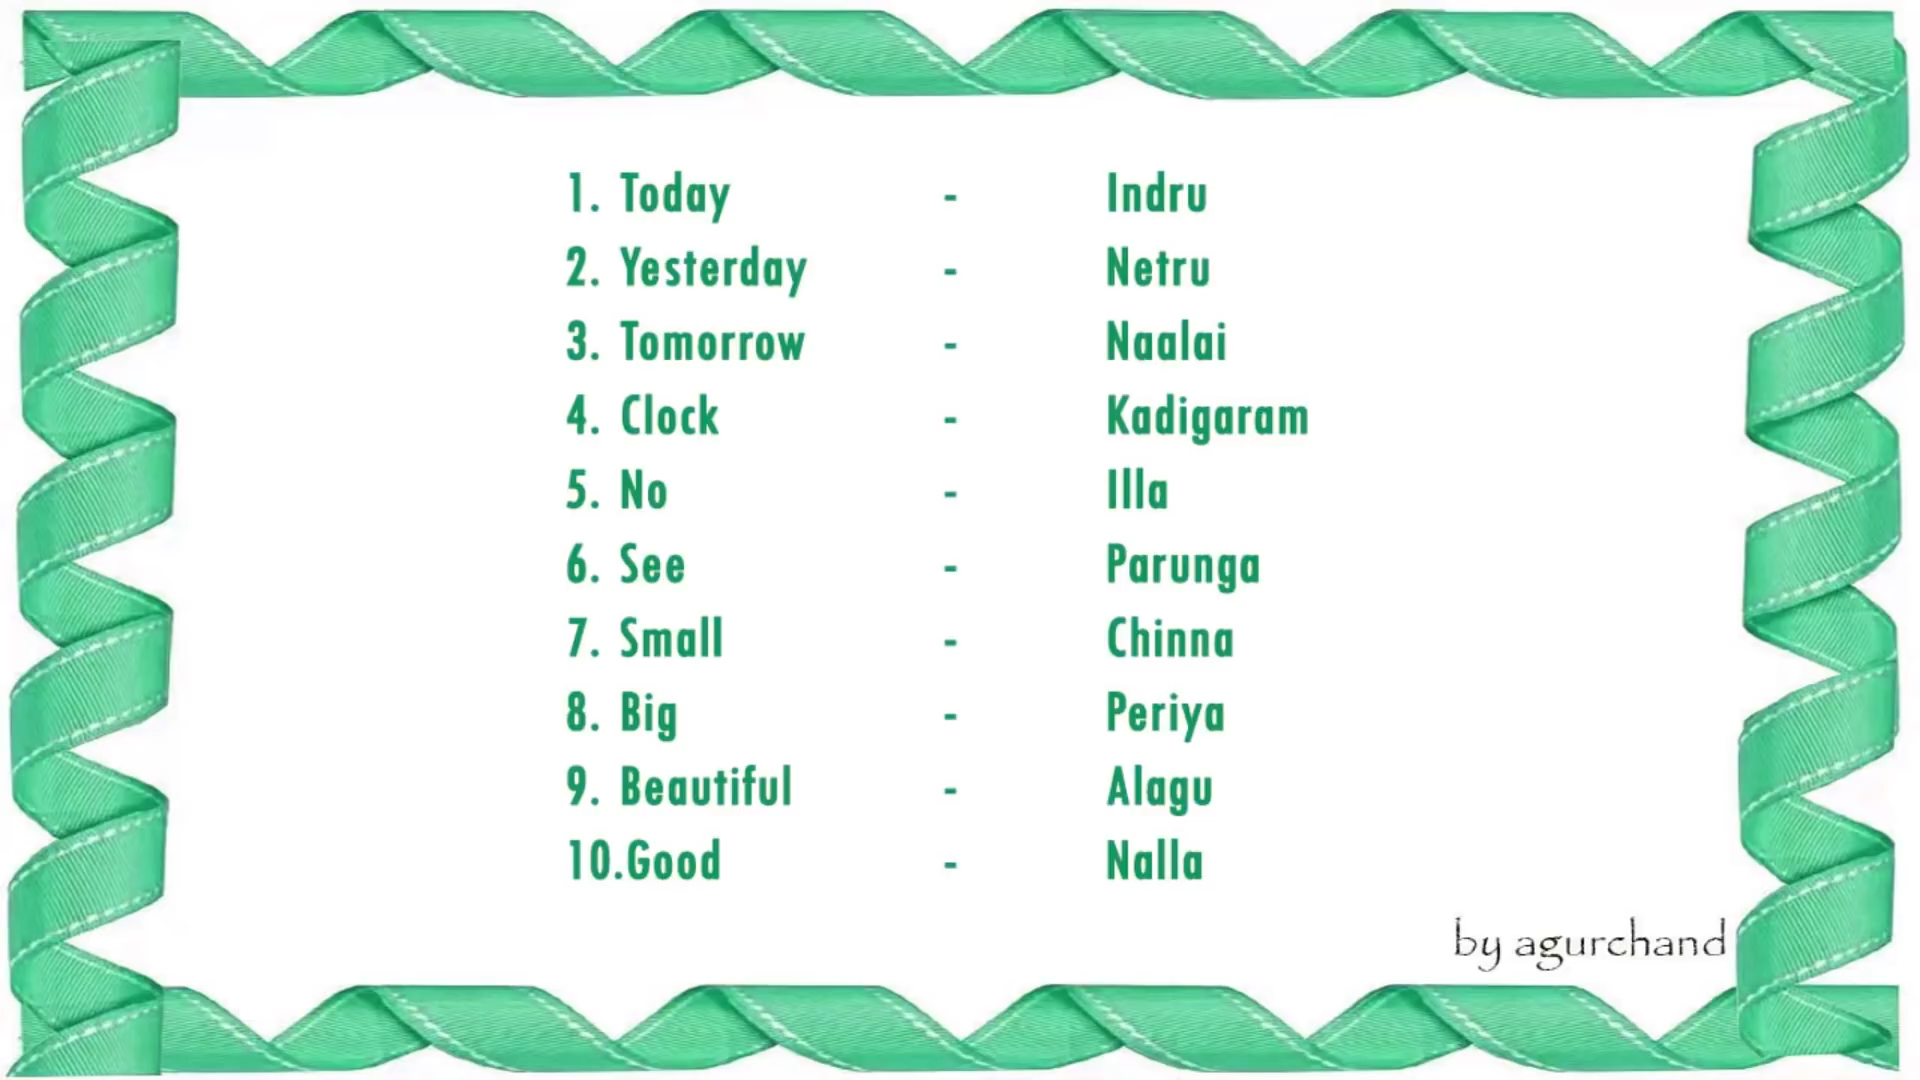 1. Today - Indru
2. Yesterday - Netru
3. Tomorrow - Naalai
4. Clock - Kadigaram
5. No - Illa
6. See - Parunga
7. Small - Chinna
8. Big - Periya
9. Beautiful - Alagu
10.Good - Nalla
by agurchand